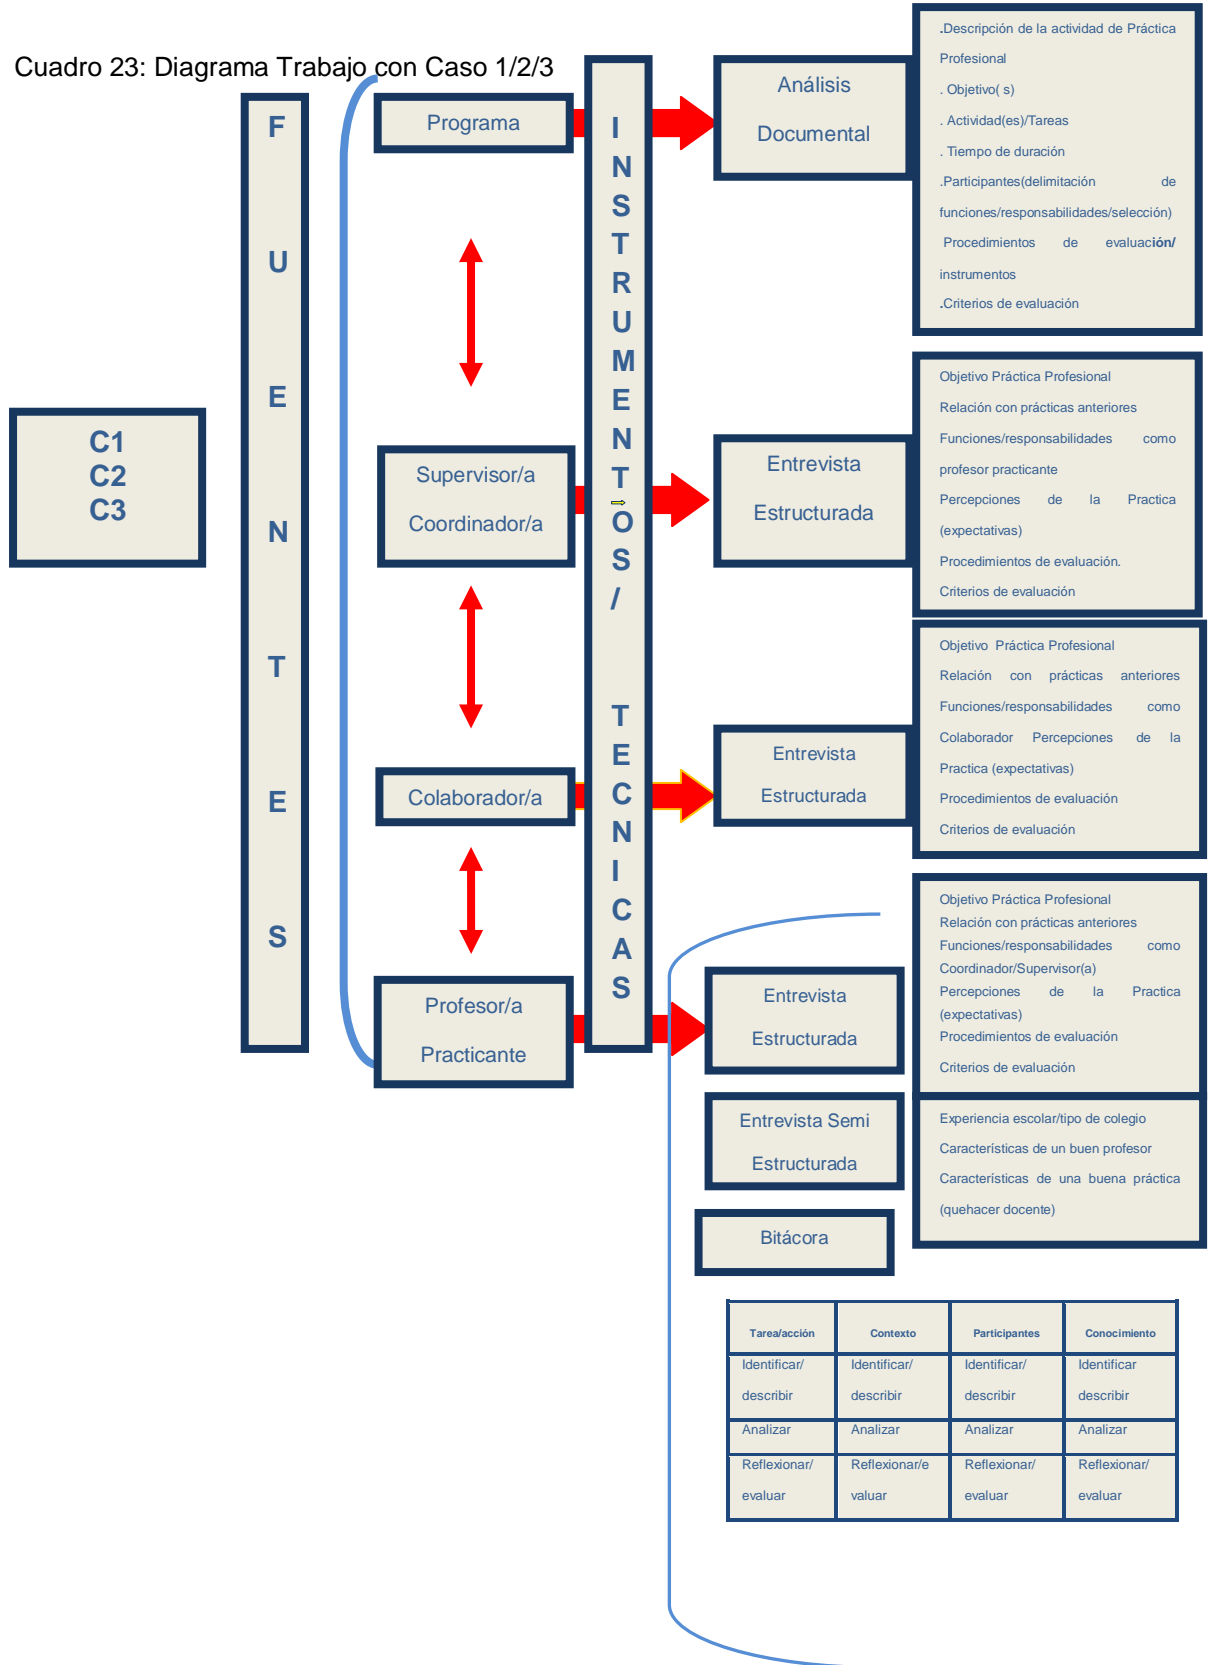 Cuadro 23: Diagrama Trabajo con Caso 1/2/3
C1
C2
C3
F
U
E
N
T
E
S
Programa
Supervisor/a
Coordinador/a
Colaborador/a
Profesor/a
Practicante
I
N
S
T
R
U
M
E
N
T
O
S
/
T
E
C
N
I
C
A
S
Análisis
Documental
.Descripción de la actividad de Práctica
Profesional
. Objetivo( s)
. Actividad(es)/Tareas
. Tiempo de duración
.Participantes(delimitación de
funciones/responsabilidades/selección)
Procedimientos de evaluación/
instrumentos
.Criterios de evaluación
Entrevista
Estructurada
Objetivo Práctica Profesional
Relación con prácticas anteriores
Funciones/responsabilidades como
profesor practicante
Percepciones de la Practica
(expectativas)
Procedimientos de evaluación.
Criterios de evaluación
Entrevista
Estructurada
Objetivo Práctica Profesional
Relación con prácticas anteriores
Funciones/responsabilidades como
Colaborador Percepciones de la
Practica (expectativas)
Procedimientos de evaluación
Criterios de evaluación
Entrevista
Estructurada
Objetivo Práctica Profesional
Relación con prácticas anteriores
Funciones/responsabilidades como
Coordinador/Supervisor(a)
Percepciones de la Practica
(expectativas)
Procedimientos de evaluación
Criterios de evaluación
Entrevista Semi
Estructurada
Experiencia escolar/tipo de colegio
Características de un buen profesor
Características de una buena práctica
(quehacer docente)
Bitácora
Tarea/acción Contexto Participantes Conocimiento
Identificar/ Identificar/ Identificar/ Identificar
describir describir describir describir
Analizar Analizar Analizar Analizar
Reflexionar/ Reflexionar/e Reflexionar/ Reflexionar/
evaluar valuar evaluar evaluar